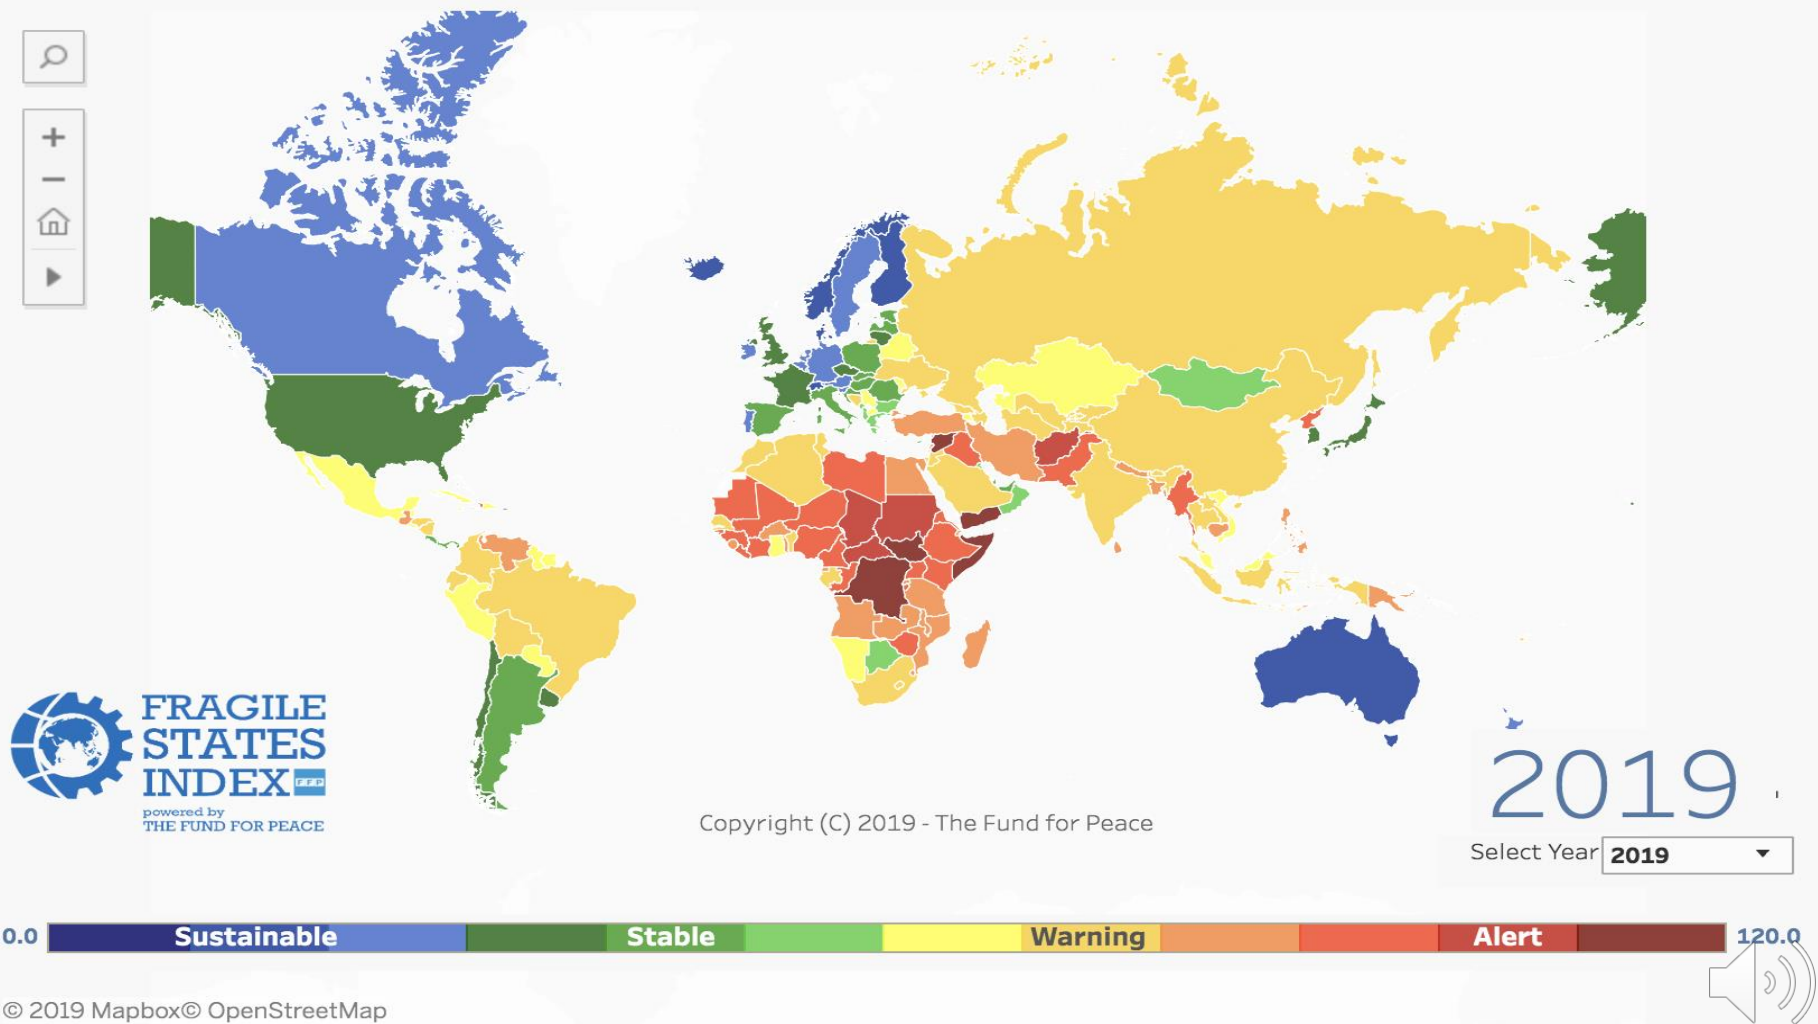 FRAGILE
STATES
INDEX FFP
powered by
THE FUND FOR PEACE
Copyright (C) 2019 - The Fund for Peace
2019
Select Year 2019
0.0 Sustainable Stable Warning Alert 120.0
© 2019 Mapbox© OpenStreetMap